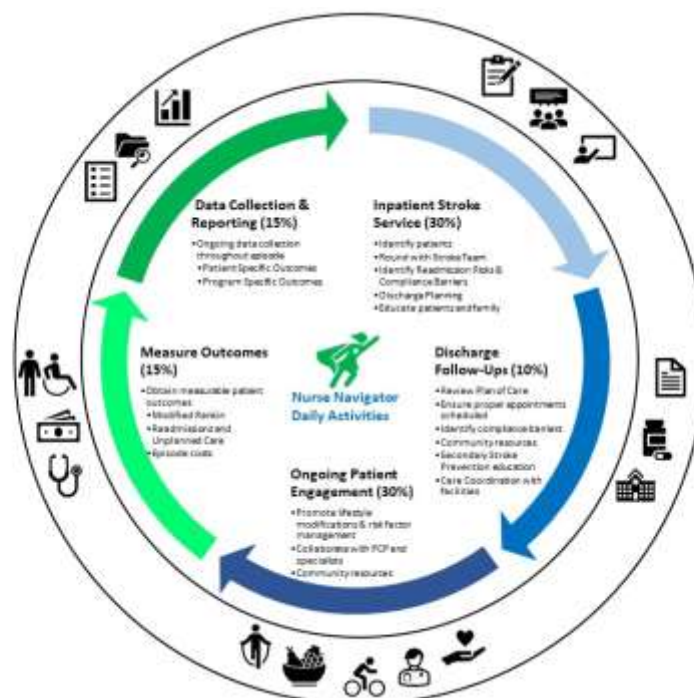 Data Collection &
Reporting (15%)
•Ongoing data collection
throughout episode
•Patient Specific Outcomes
•Program Specific Outcomes
Inpatient Stroke
Service (30%)
•Identify patients
•Round with Stroke Team
•Identify Readmission Risks &
Compliance Barriers
•Discharge Planning
•Educate patients and family
Measure Outcomes
(15%)
•Obtain measurable patient
outcomes
•Modified Rankin
•Readmissions and
Unplanned Care
•Episode costs
Nurse Navigator
Daily Activities
Discharge
Follow-Ups (10%)
•Review Plan of Care
•Ensure proper appointments
scheduled
•Identify compliance barriers
•Community resources
•Secondary Stroke
Prevention education
•Care Coordination with
facilities
Ongoing Patient
Engagement (30%)
•Promote lifestyle
modifications & risk factor
management
•Collaborate with PCP and
specialists
•Community resources